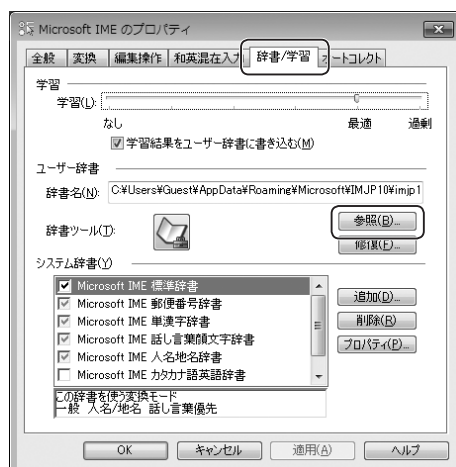 Microsoft IME のプロパティ
全般 変換 編集操作 和英混在入力 辞書/学習 オートコレクト
学習
学習(L):
なし 最適 過剰
学習結果をユーザー辞書に書き込む(M)
ユーザー辞書
辞書名(N): C:¥Users¥Guest¥AppData¥Roaming¥Microsoft¥IMJP10¥imjp1
参照(B)...
辞書ツール(T):
修復(E)...
システム辞書(Y)
Microsoft IME 標準辞書
Microsoft IME 郵便番号辞書
Microsoft IME 単漢字辞書
Microsoft IME 話し言葉顔文字辞書
Microsoft IME 人名地名辞書
Microsoft IME カタカナ語英語辞書
追加(D)...
削除(R)
プロパティ(P)...
この辞書を使う変換モード
一般 人名/地名 話し言葉優先
OK キャンセル 適用(A) ヘルプ